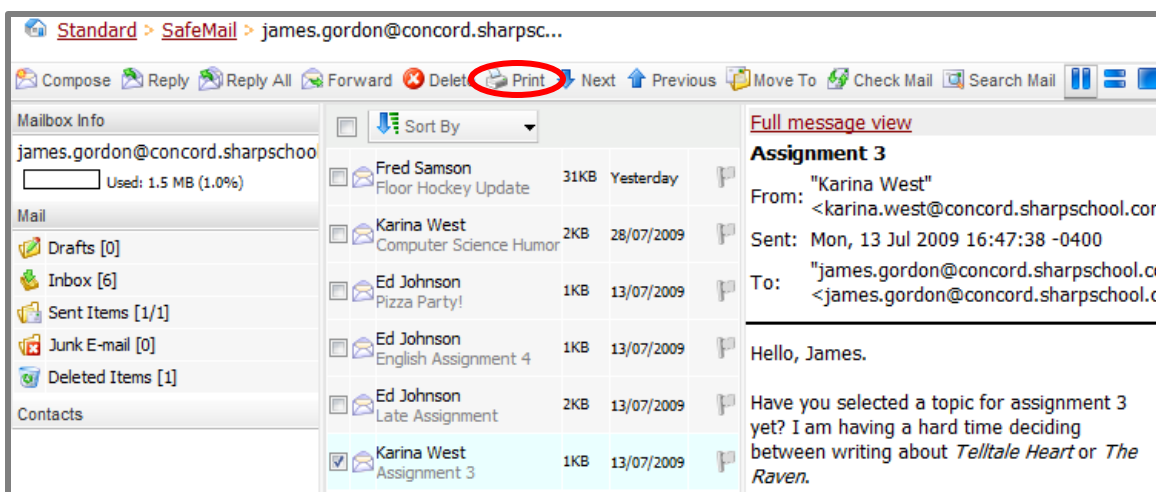 Standard > SafeMail > james.gordon@concord.sharpsc...
Compose Reply Reply All Forward Delete Print Next Previous Move To Check Mail Search Mail
Mailbox Info
james.gordon@concord.sharpschoo
Used: 1.5 MB (1.0%)
Mail
Drafts [0]
Inbox [6]
Sent Items [1/1]
Junk E-mail [0]
Deleted Items [1]
Contacts
Sort By
Fred Samson
Floor Hockey Update
31KB Yesterday
Karina West
Computer Science Humor
2KB 28/07/2009
Ed Johnson
Pizza Party!
1KB 13/07/2009
Ed Johnson
English Assignment 4
1KB 13/07/2009
Ed Johnson
Late Assignment
2KB 13/07/2009
Karina West
Assignment 3
1KB 13/07/2009
Full message view
Assignment 3
From: "Karina West"
<karina.west@concord.sharpschool.com
Sent: Mon, 13 Jul 2009 16:47:38 -0400
To: "james.gordon@concord.sharpschool.co
<james.gordon@concord.sharpschool.c
Hello, James.
Have you selected a topic for assignment 3
yet? I am having a hard time deciding
between writing about Telltale Heart or The
Raven.